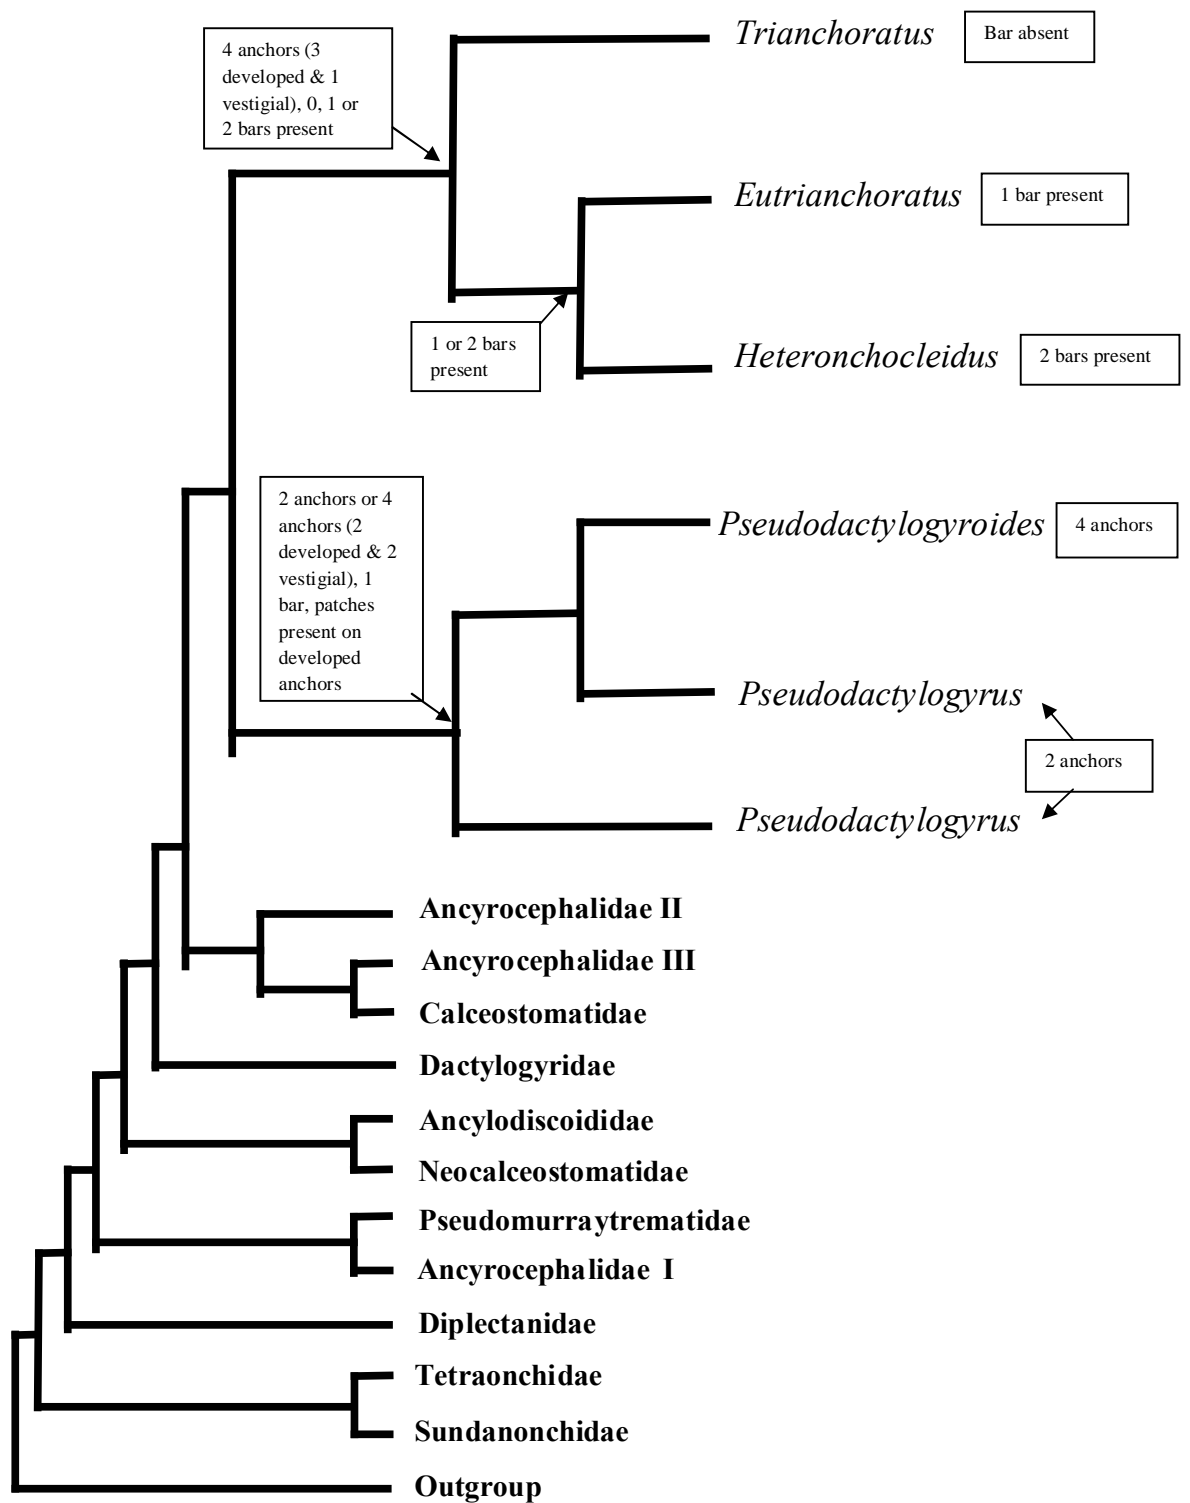 4 anchors (3
developed & 1
vestigial), 0, 1 or
2 bars present
Trianchoratus
Bar absent
Eutrianchoratus
1 bar present
1 or 2 bars
present
Heteronchocleidus
2 bars present
2 anchors or 4
anchors (2
developed & 2
vestigial), 1
bar, patches
present on
developed
anchors
Pseudodactylogyroides
4 anchors
Pseudodactylogyrus
2 anchors
Pseudodactylogyrus
Ancyrocephalidae II
Ancyrocephalidae III
Calceostomatidae
Dactylogyridae
Ancylodiscoididae
Neocalceostomatidae
Pseudomurraytrematidae
Ancyrocephalidae I
Diplectanidae
Tetraonchidae
Sundanonchidae
Outgroup